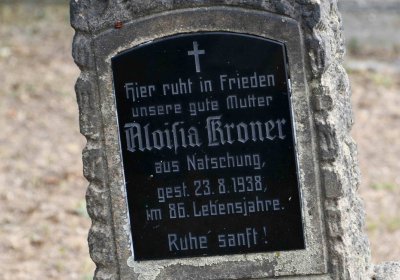 Hier ruht in Frieden
unsere gute Mutter
Aloisia Kroner
aus Natschung,
gest. 23.8.1938,
im 86. Lebensjahre.
Ruhe sanft!